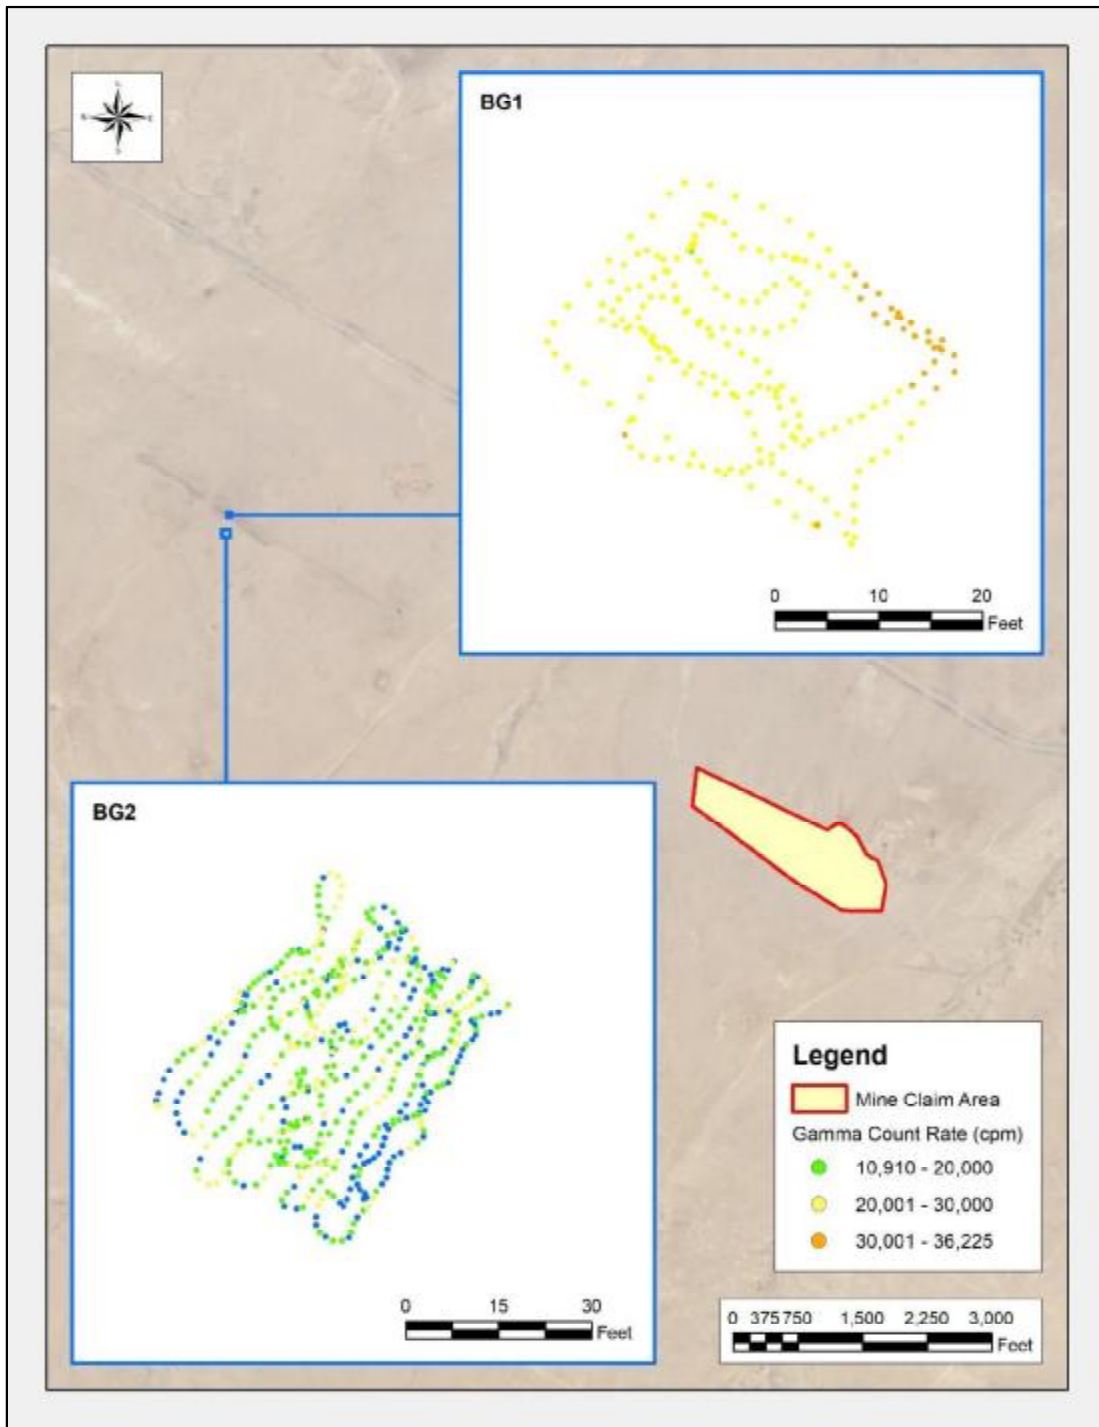 BG1
0 10 20
Feet
BG2
0 15 30
Feet
Legend
Mine Claim Area
Gamma Count Rate (cpm)
10,910 - 20,000
20,001 - 30,000
30,001 - 36,225
0 375 750 1,500 2,250 3,000
Feet